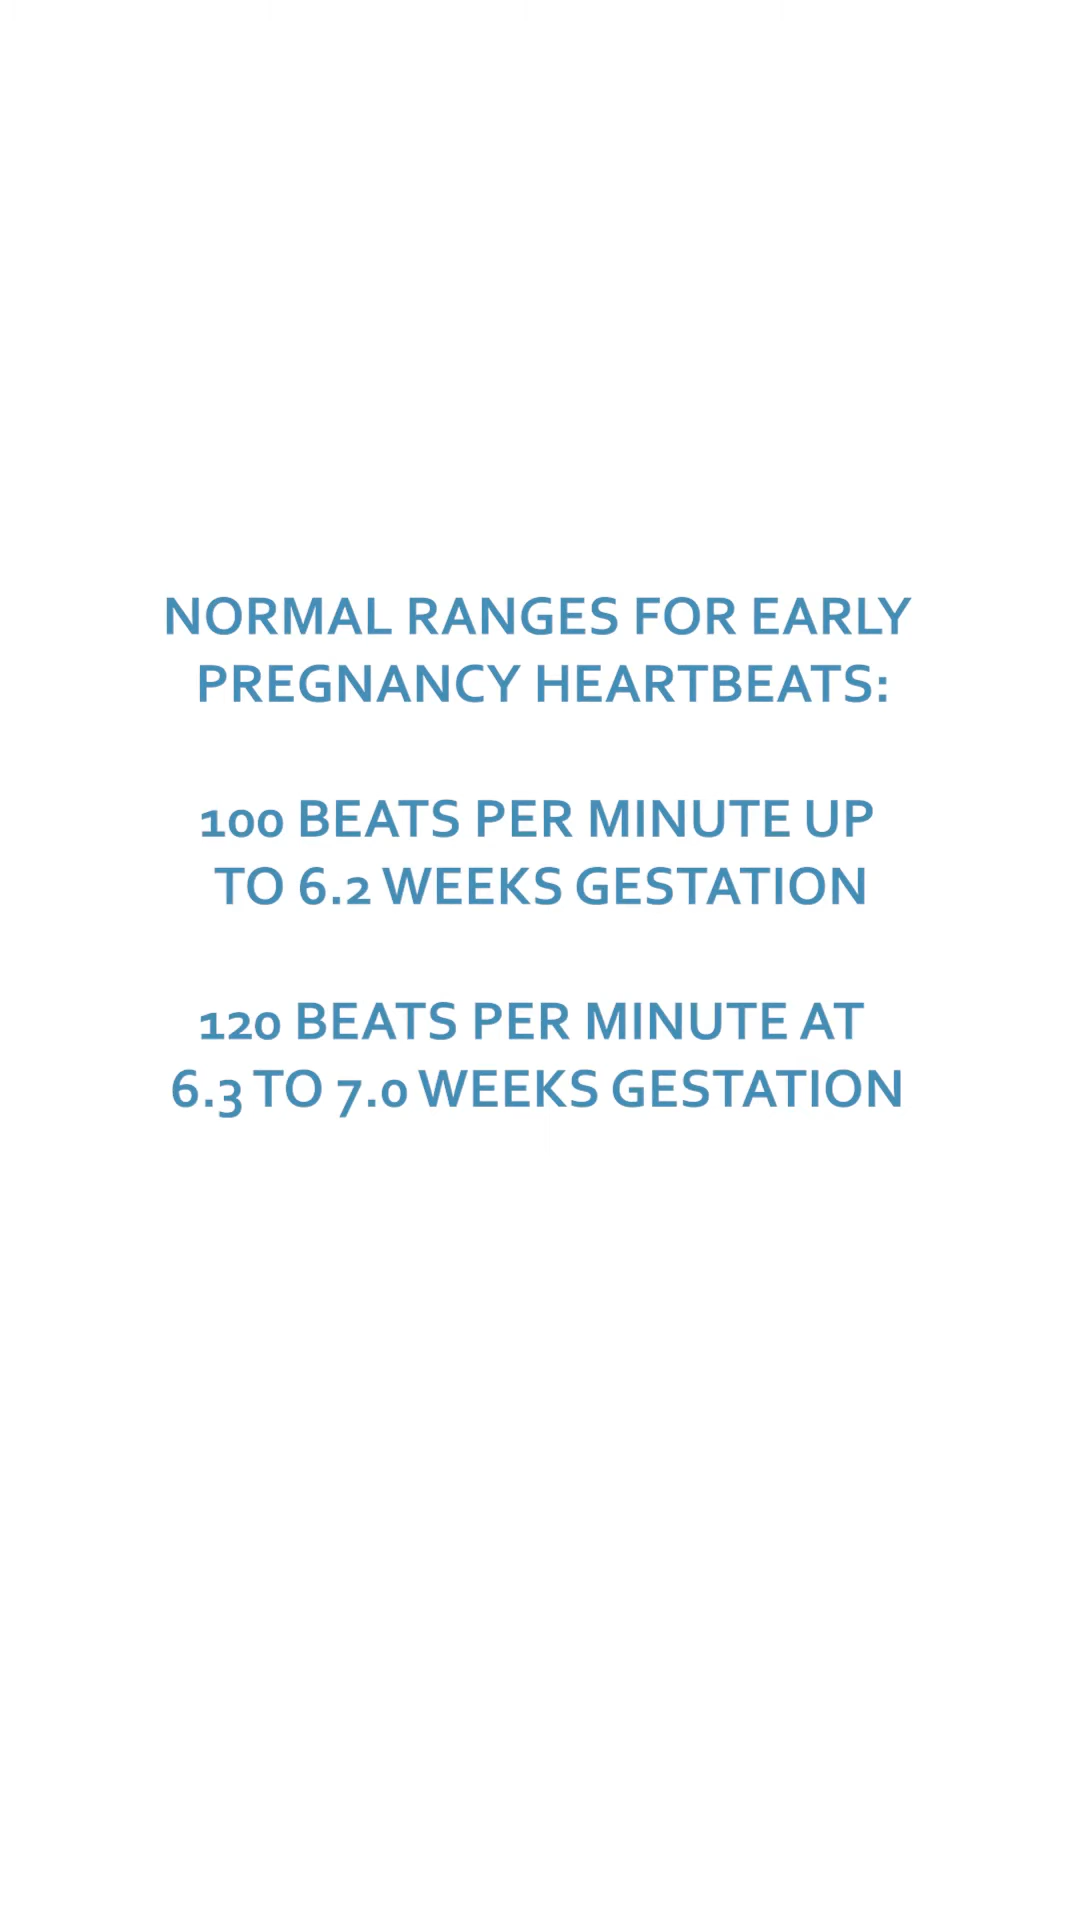 NORMAL RANGES FOR EARLY
PREGNANCY HEARTBEATS:
100 BEATS PER MINUTE UP
TO 6.2 WEEKS GESTATION
120 BEATS PER MINUTE AT
6.3 TO 7.0 WEEKS GESTATION